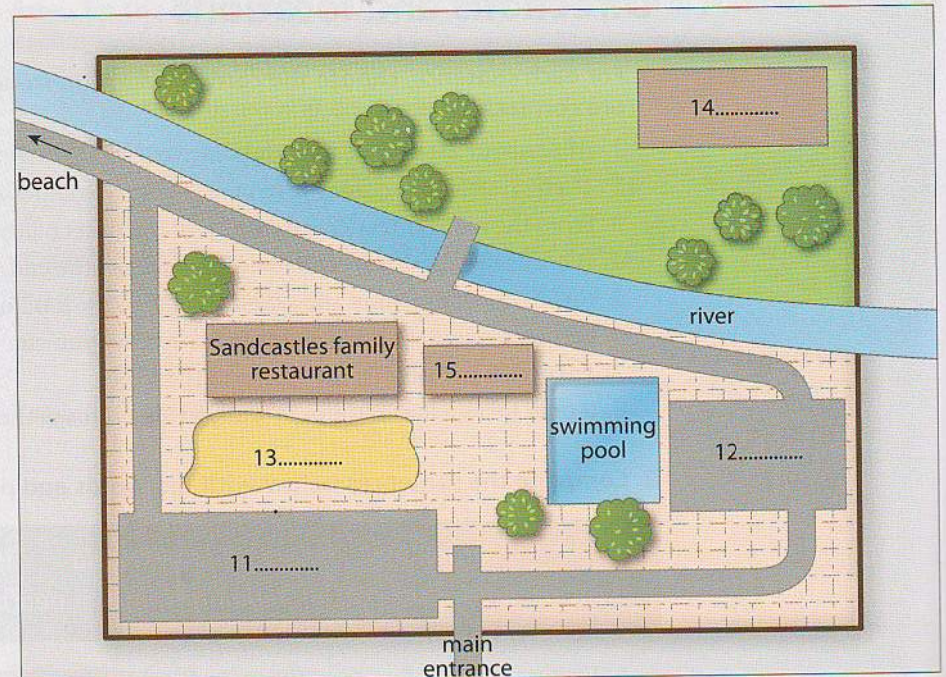 14.............
beach
river
Sandcastles family
restaurant
15.............
swimming
pool
13.............
12.............
11.............
main
entrance